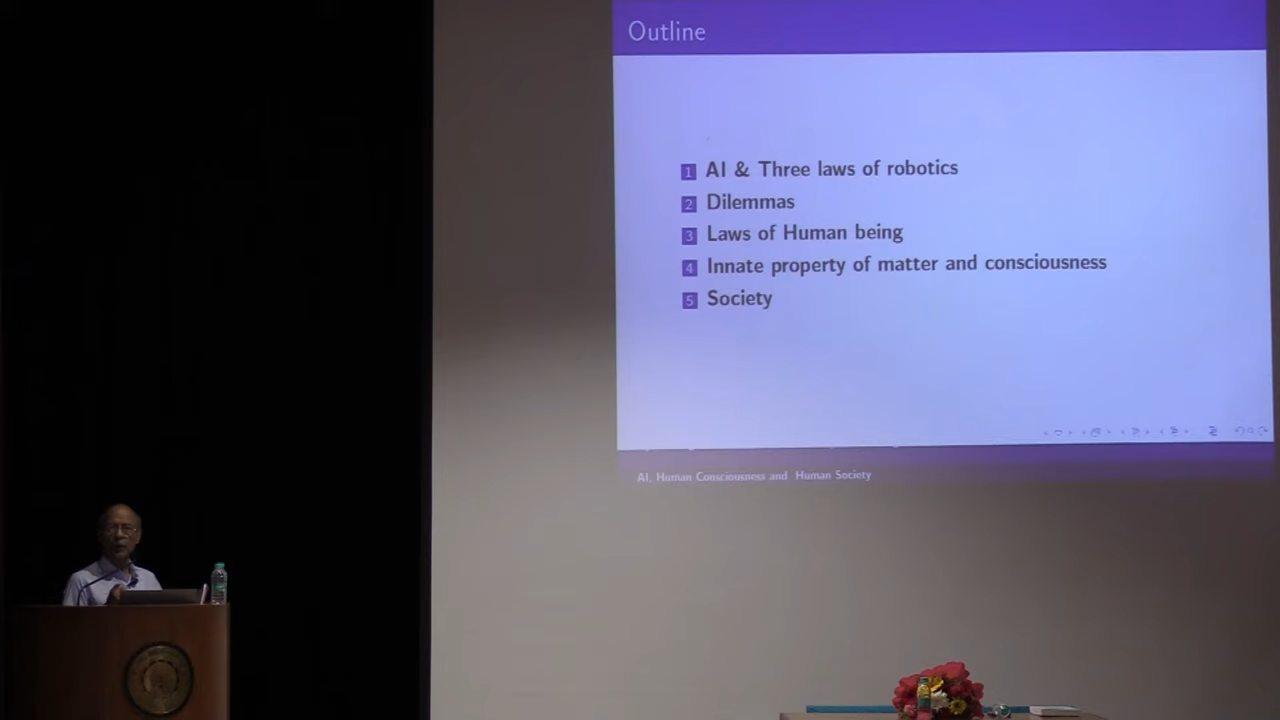 Outline
1 AI & Three laws of robotics
2 Dilemmas
3 Laws of Human being
4 Innate property of matter and consciousness
5 Society
AI, Human Consciousness and Human Society